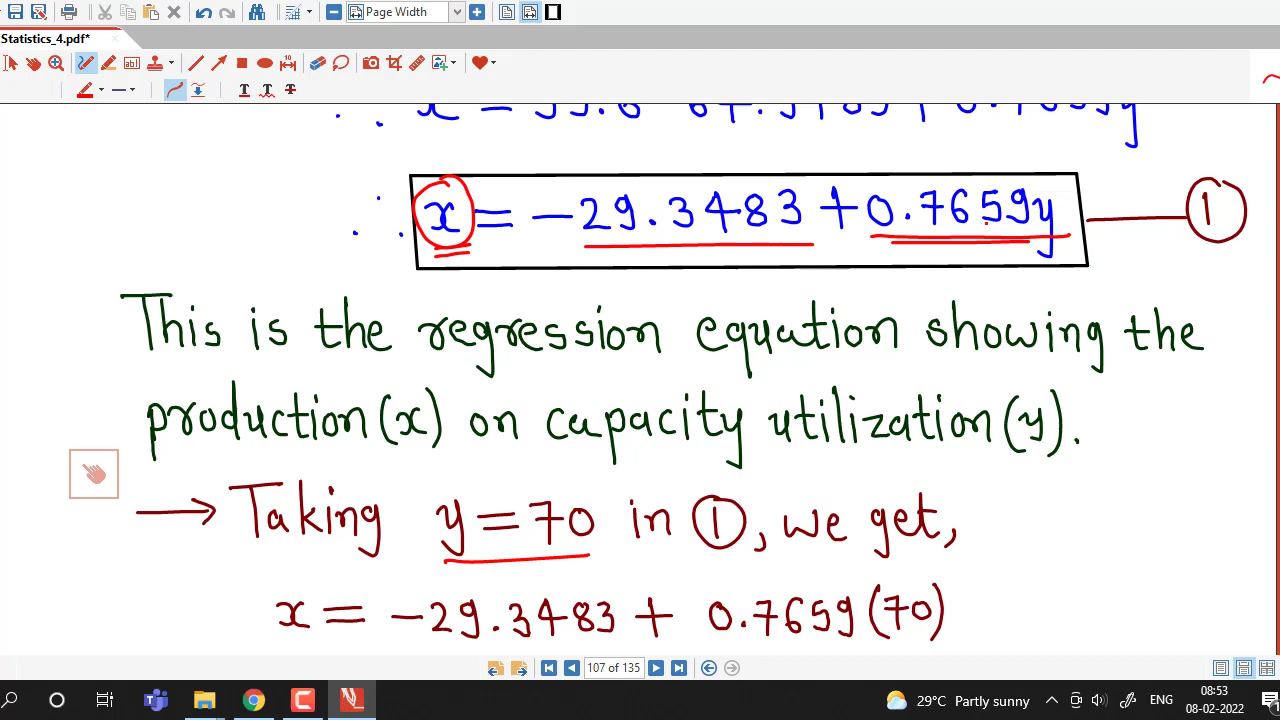 Page Width
Statistics_4.pdf*
∴ x = -29.3483 + 0.7659y — ①
This is the regression equation showing the
production(x) on capacity utilization(y).
→ Taking y=70 in ①, we get,
x = -29.3483 + 0.7659(70)
107 of 135
29°C Partly sunny
ENG
08:53
08-02-2022